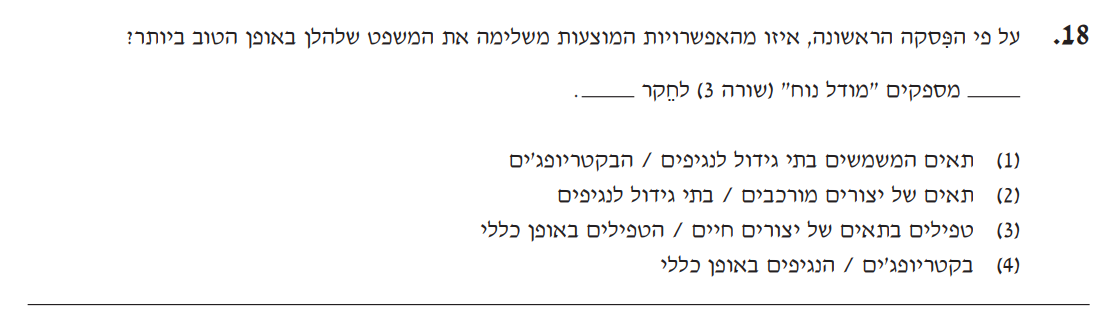 18. על פי הפִּסקה הראשונה, איזו מהאפשרויות המוצעות משלימה את המשפט שלהלן באופן הטוב ביותר?
_____ מספקים "מודל נוח" (שורה 3) לחֵקר _____.
(1) תאים המשמשים בתי גידול לנגיפים / הבקטריופג'ים
(2) תאים של יצורים מורכבים / בתי גידול לנגיפים
(3) טפילים בתאים של יצורים חיים / הטפילים באופן כללי
(4) בקטריופג'ים / הנגיפים באופן כללי